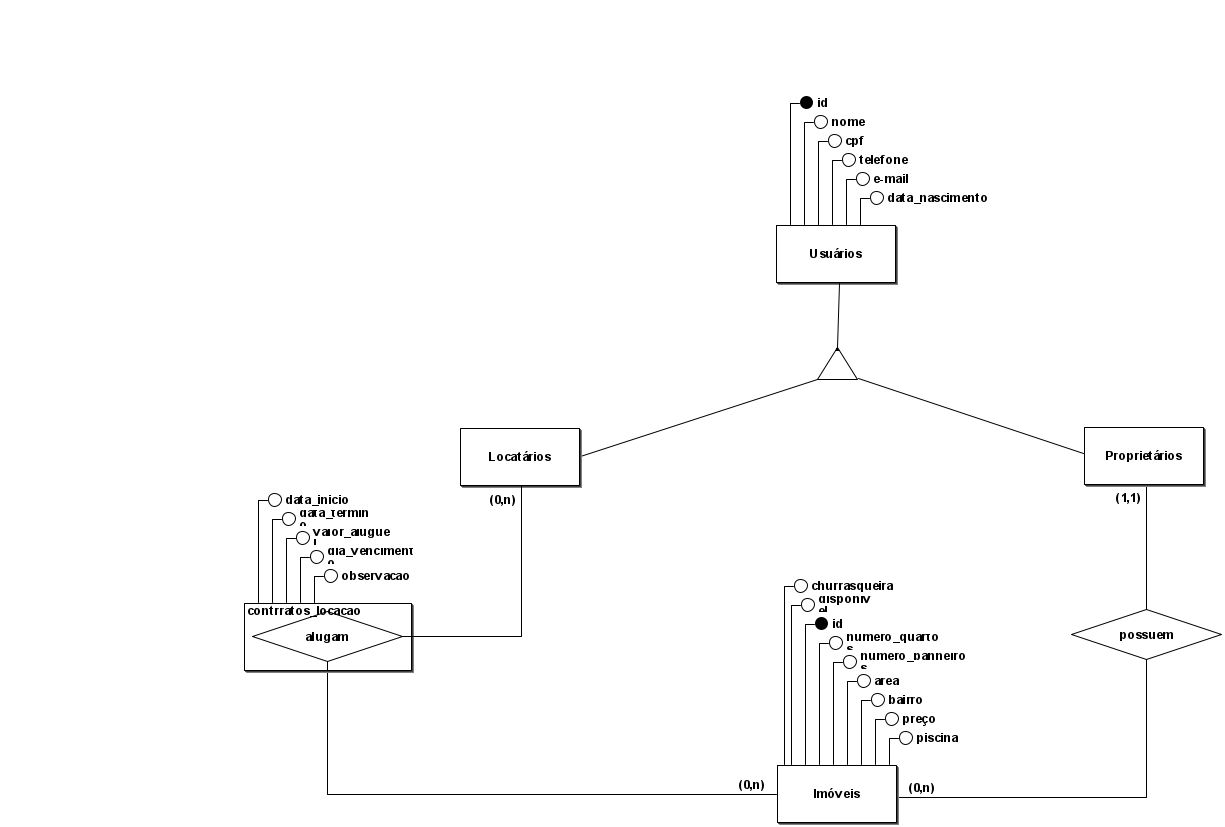 id
nome
cpf
telefone
e-mail
data_nascimento
Usuários
Locatários
Proprietários
(0,n)
(1,1)
data_inicio
data_termin
o
valor_alugue
l
dia_veniciment
o
observacao
contrratos_locacao
alugam
churrasqueira
disponiv
el
id
numero_quarto
s
numero_banheiro
s
area
bairro
preço
piscina
possuem
(0,n)
Imóveis
(0,n)